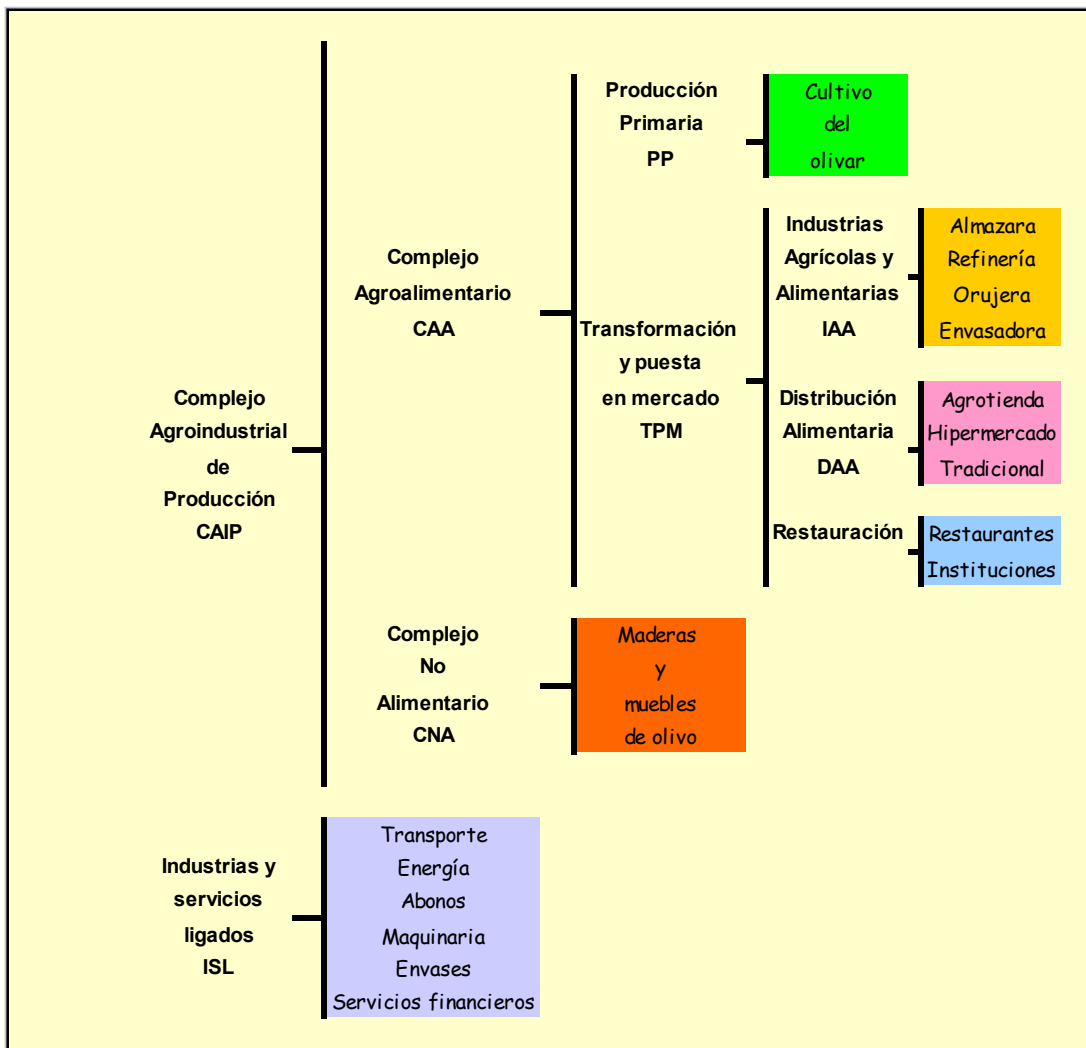 Producción
Primaria
PP
Cultivo
del
olivar
Complejo
Agroalimentario
CAA
Industrias
Agrícolas y
Alimentarias
IAA
Almazara
Refinería
Orujera
Envasadora
Transformación
y puesta
en mercado
TPM
Distribución
Alimentaria
DAA
Agrotienda
Hipermercado
Tradicional
Complejo
Agroindustrial
de
Producción
CAIP
Restauración
Restaurantes
Instituciones
Complejo
No
Alimentario
CNA
Maderas
y
muebles
de olivo
Industrias y
servicios
ligados
ISL
Transporte
Energía
Abonos
Maquinaria
Envases
Servicios financieros